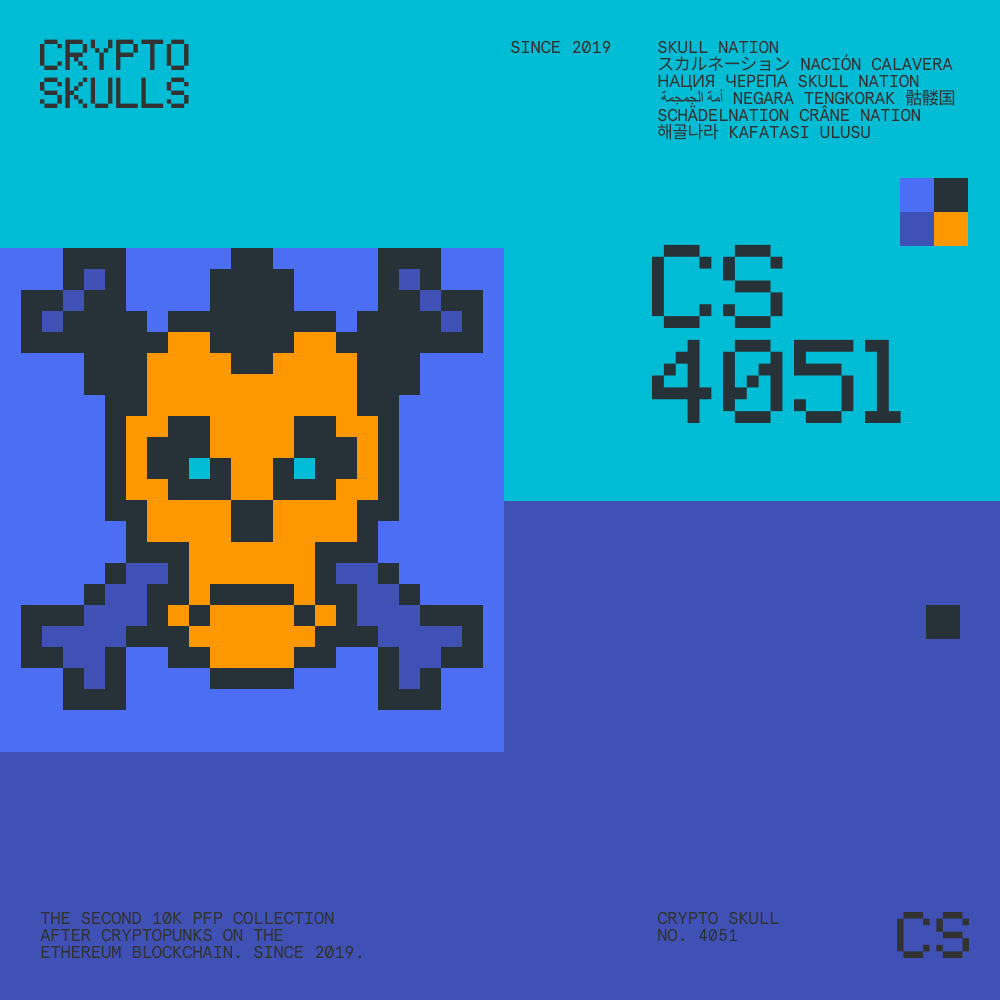 CRYPTO
SKULLS
SINCE 2019
SKULL NATION
スカルネーション NACIÓN CALAVERA
НАЦИЯ ЧЕРЕПА SKULL NATION
أمة الجمجمة NEGARA TENGKORAK 骷髅国
SCHÄDELNATION CRÂNE NATION
해골나라 KAFATASI ULUSU
CS
4051
THE SECOND 10K PFP COLLECTION
AFTER CRYPTOPUNKS ON THE
ETHEREUM BLOCKCHAIN. SINCE 2019.
CRYPTO SKULL
NO. 4051
CS